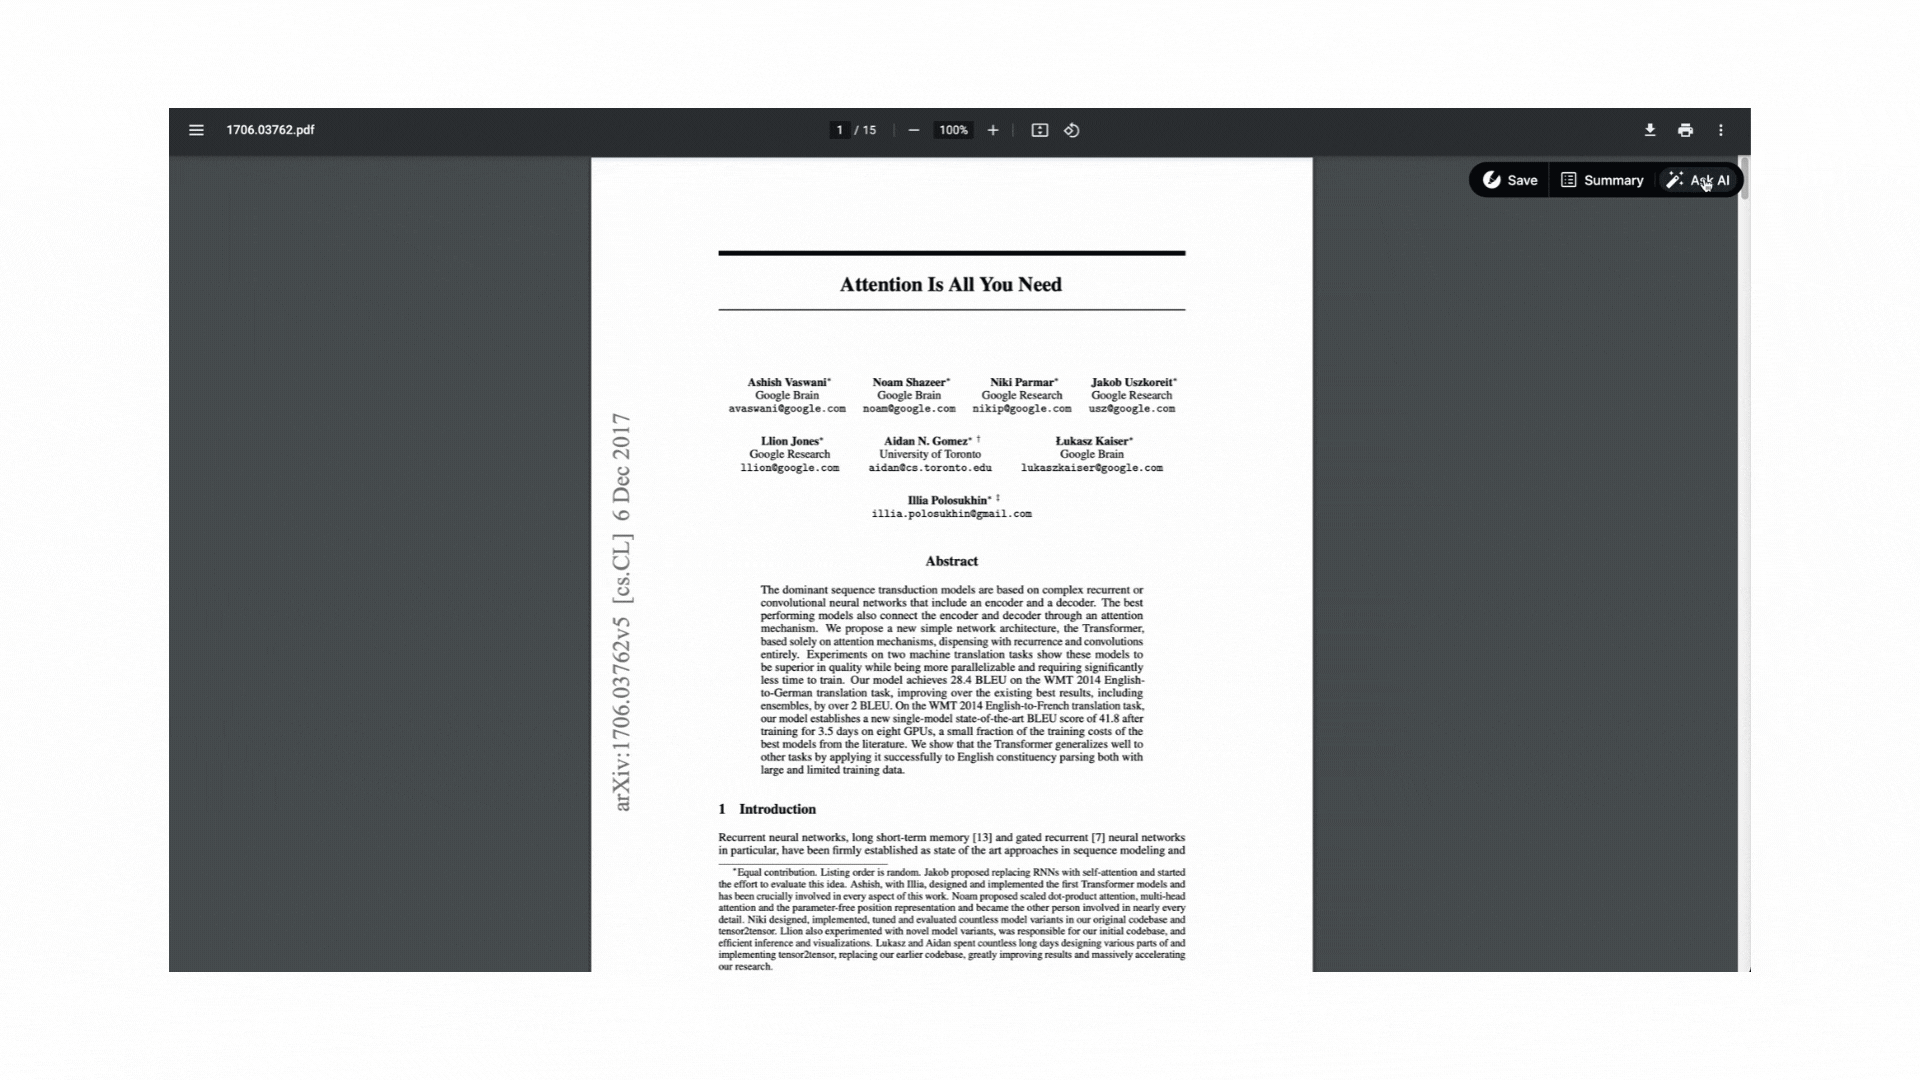 1706.03762.pdf
1 / 15
100%
Save
Summary
Ask AI
Attention Is All You Need
Ashish Vaswani* Noam Shazeer* Niki Parmar* Jakob Uszkoreit*
Google Brain Google Brain Google Research Google Research
avaswani@google.com noam@google.com nikip@google.com usz@google.com
Llion Jones* Aidan N. Gomez* † Łukasz Kaiser*
Google Research University of Toronto Google Brain
llion@google.com aidan@cs.toronto.edu lukaszkaiser@google.com
Illia Polosukhin* ‡
illia.polosukhin@gmail.com
arXiv:1706.03762v5 [cs.CL] 6 Dec 2017
Abstract
The dominant sequence transduction models are based on complex recurrent or
convolutional neural networks that include an encoder and a decoder. The best
performing models also connect the encoder and decoder through an attention
mechanism. We propose a new simple network architecture, the Transformer,
based solely on attention mechanisms, dispensing with recurrence and convolutions
entirely. Experiments on two machine translation tasks show these models to
be superior in quality while being more parallelizable and requiring significantly
less time to train. Our model achieves 28.4 BLEU on the WMT 2014 English-
to-German translation task, improving over the existing best results, including
ensembles, by over 2 BLEU. On the WMT 2014 English-to-French translation task,
our model establishes a new single-model state-of-the-art BLEU score of 41.8 after
training for 3.5 days on eight GPUs, a small fraction of the training costs of the
best models from the literature. We show that the Transformer generalizes well to
other tasks by applying it successfully to English constituency parsing both with
large and limited training data.
1 Introduction
Recurrent neural networks, long short-term memory [13] and gated recurrent [7] neural networks
in particular, have been firmly established as state of the art approaches in sequence modeling and
*Equal contribution. Listing order is random. Jakob proposed replacing RNNs with self-attention and started
the effort to evaluate this idea. Ashish, with Illia, designed and implemented the first Transformer models and
has been crucially involved in every aspect of this work. Noam proposed scaled dot-product attention, multi-head
attention and the parameter-free position representation and became the other person involved in nearly every
detail. Niki designed, implemented, tuned and evaluated countless model variants in our original codebase and
tensor2tensor. Llion also experimented with novel model variants, was responsible for our initial codebase, and
efficient inference and visualizations. Lukasz and Aidan spent countless long days designing various parts of and
implementing tensor2tensor, replacing our earlier codebase, greatly improving results and massively accelerating
our research.